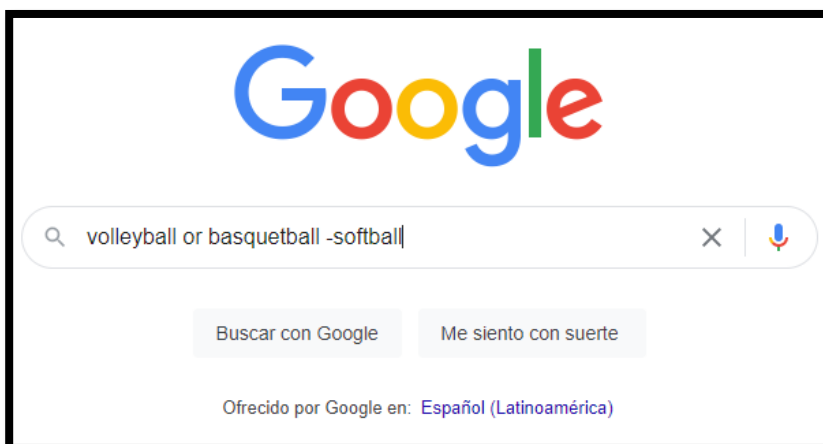 Google
volleyball or basquetball -softball
Buscar con Google Me siento con suerte
Ofrecido por Google en: Español (Latinoamérica)